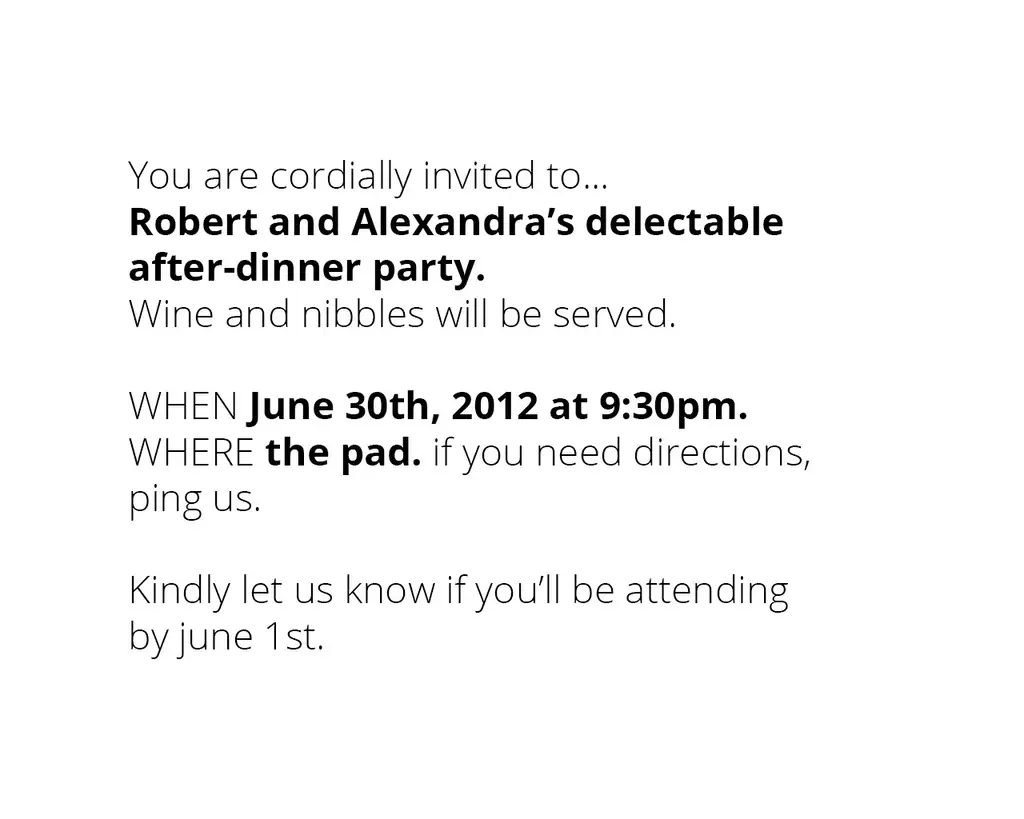 You are cordially invited to...
Robert and Alexandra’s delectable
after-dinner party.
Wine and nibbles will be served.
WHEN June 30th, 2012 at 9:30pm.
WHERE the pad. if you need directions,
ping us.
Kindly let us know if you’ll be attending
by june 1st.